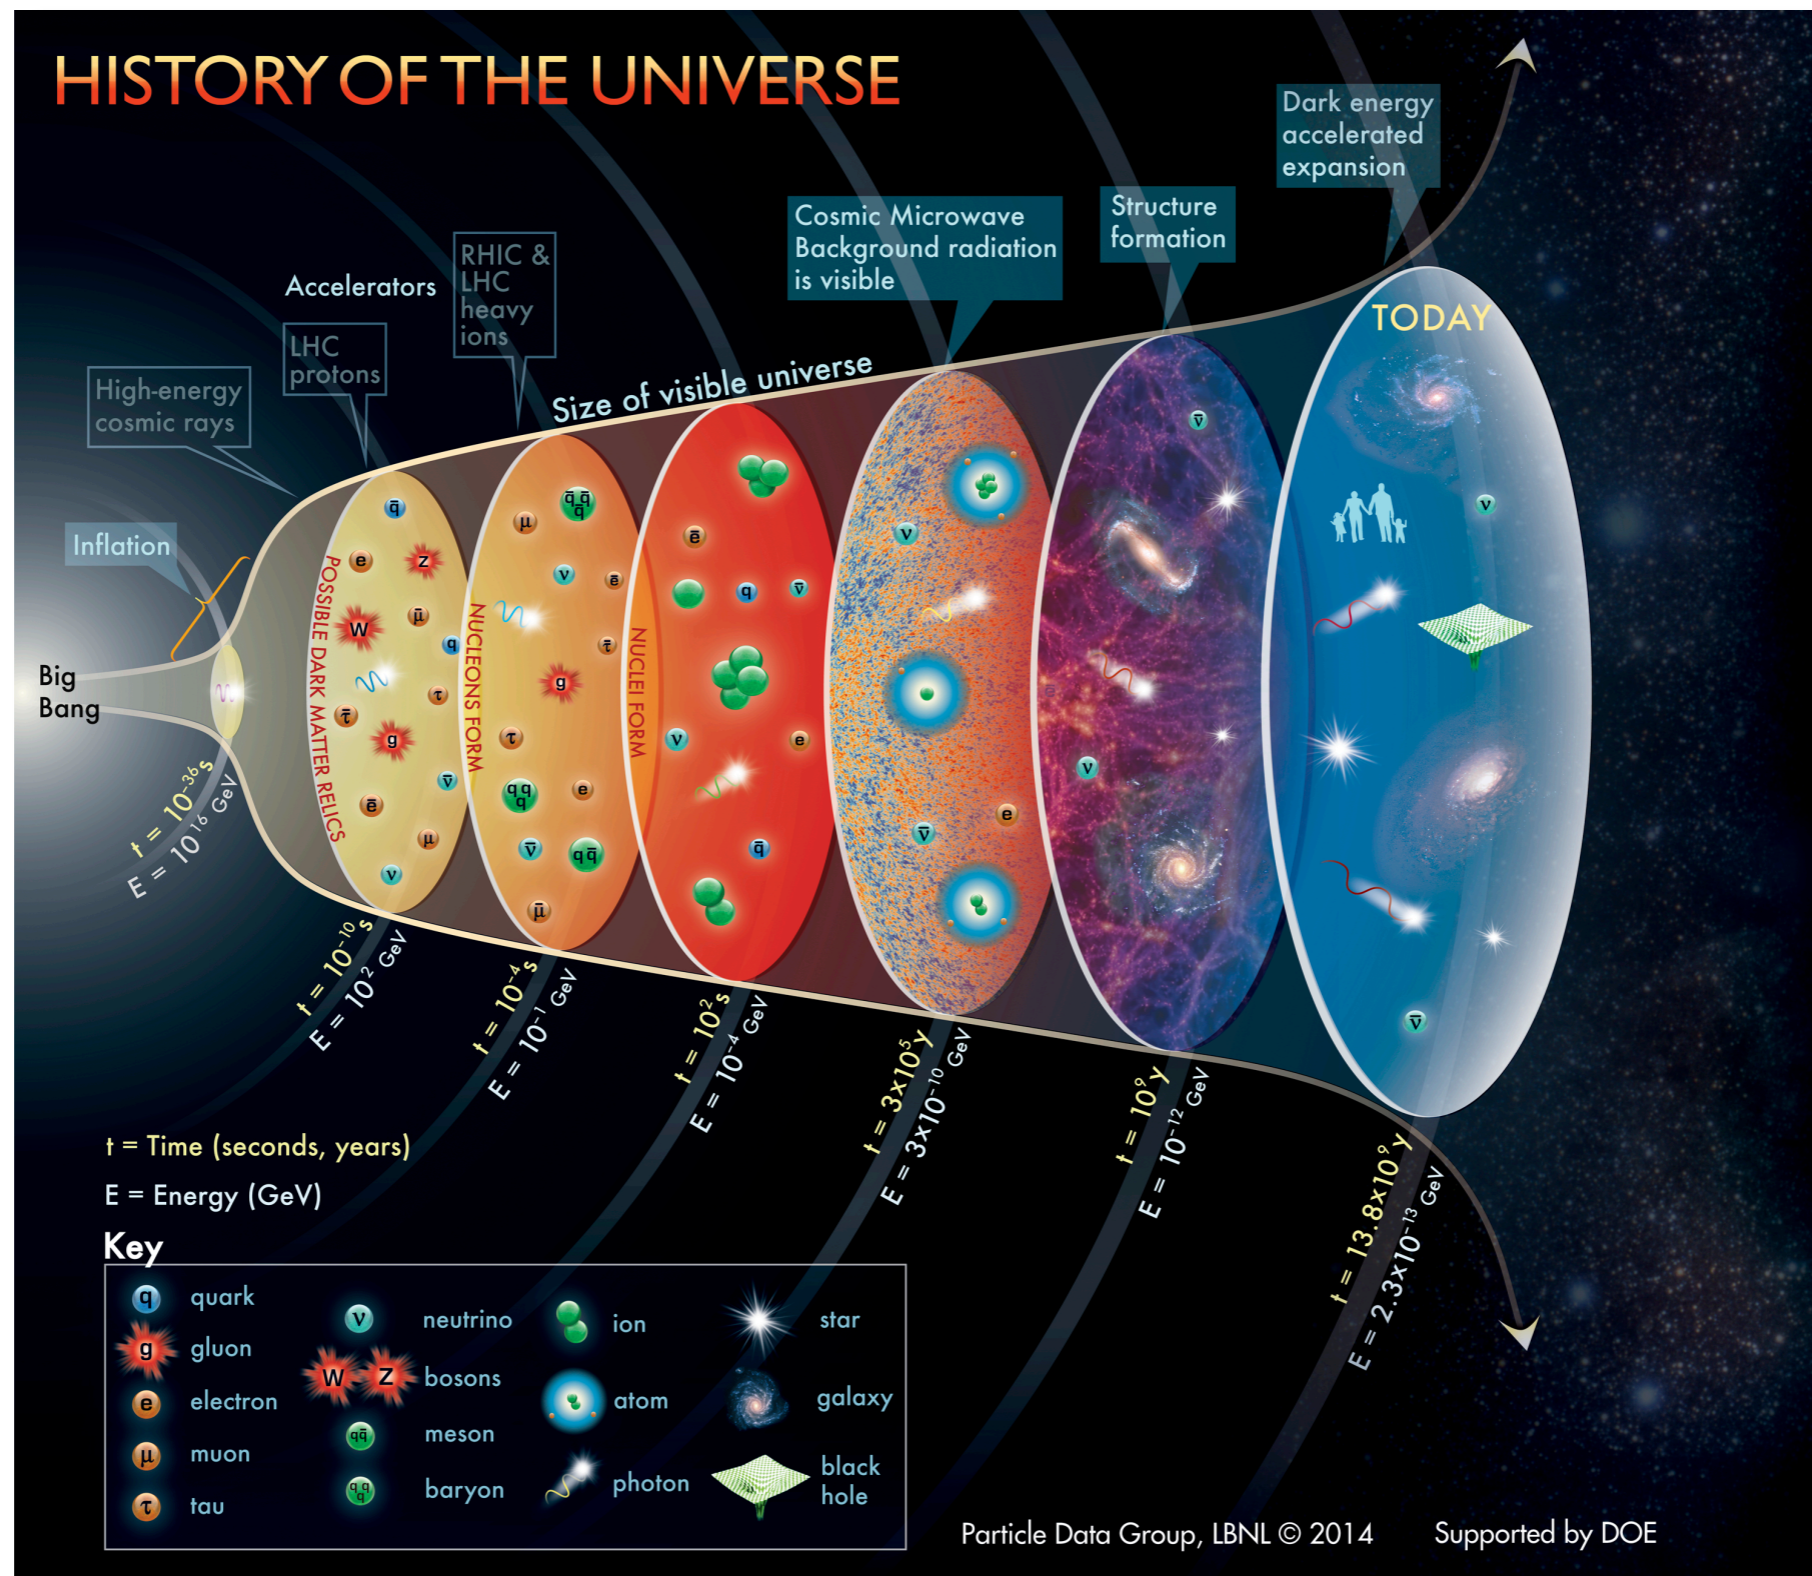 HISTORY OF THE UNIVERSE
Dark energy
accelerated
expansion
Structure
formation
Cosmic Microwave
Background radiation
is visible
RHIC &
LHC
heavy
ions
Accelerators
LHC
protons
High-energy
cosmic rays
Inflation
Size of visible universe
TODAY
Big
Bang
POSSIBLE DARK MATTER RELICS
NUCLEONS FORM
NUCLEI FORM
q̄
e
Z
W
μ̄
q
τ
τ̄
g
ν̄
ē
μ
ν
q̄q̄
q̄
μ
ν
ē
τ̄
g
τ
e
qq
q
ν̄
qq̄
μ̄
ē
q
ν̄
ν
e
q̄
ν
e
ν̄
ν̄
ν
ν
ν̄
t = 10⁻³⁶ s
E = 10¹⁶ GeV
t = 10⁻¹⁰ s
E = 10² GeV
t = 10⁻⁴ s
E = 10⁻¹ GeV
t = 10² s
E = 10⁻⁴ GeV
t = 3x10⁵ y
E = 3x10⁻¹⁰ GeV
t = 10⁹ y
E = 10⁻¹² GeV
t = 13.8x10⁹ y
E = 2.3x10⁻¹³ GeV
t = Time (seconds, years)
E = Energy (GeV)
Key
q quark
g gluon
e electron
μ muon
τ tau
ν neutrino
W Z bosons
qq̄ meson
qq
q baryon
ion
atom
photon
star
galaxy
black
hole
Particle Data Group, LBNL © 2014
Supported by DOE